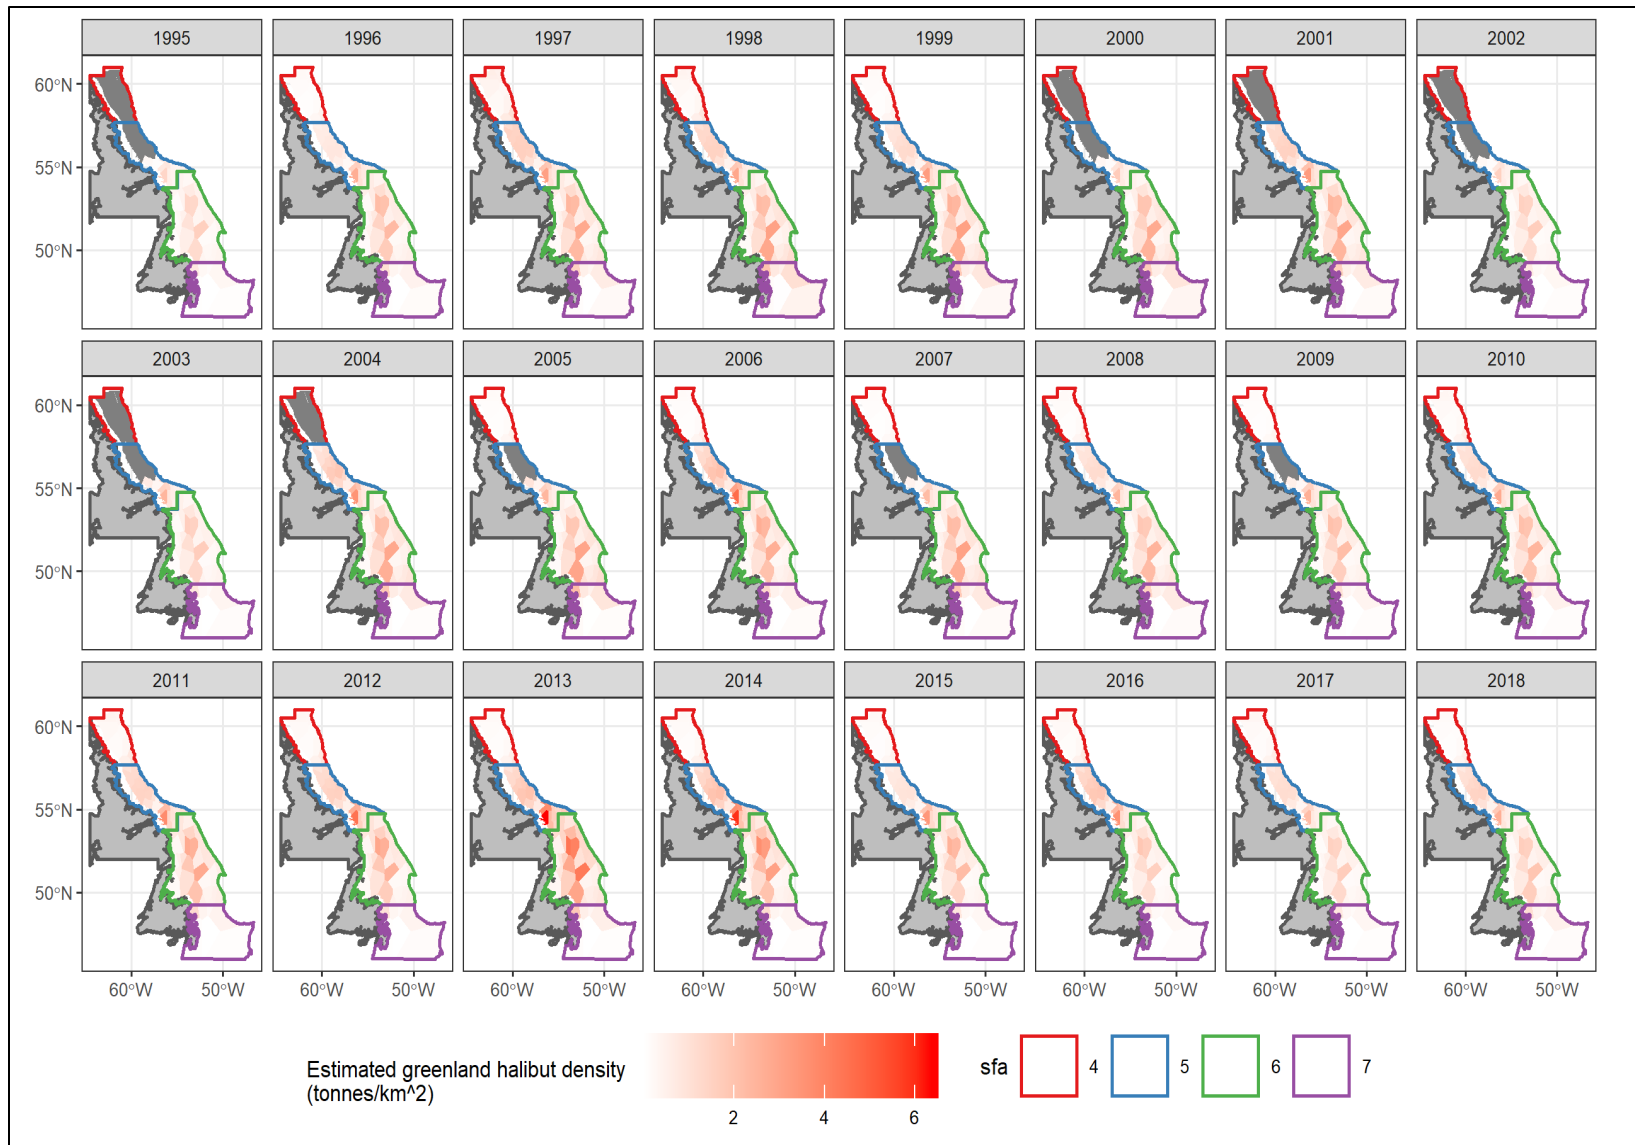 1995 1996 1997 1998 1999 2000 2001 2002
60°N
55°N
50°N
2003 2004 2005 2006 2007 2008 2009 2010
60°N
55°N
50°N
2011 2012 2013 2014 2015 2016 2017 2018
60°N
55°N
50°N
60°W 50°W 60°W 50°W 60°W 50°W 60°W 50°W 60°W 50°W 60°W 50°W 60°W 50°W 60°W 50°W
Estimated greenland halibut density
(tonnes/km^2)
2 4 6
sfa 4 5 6 7